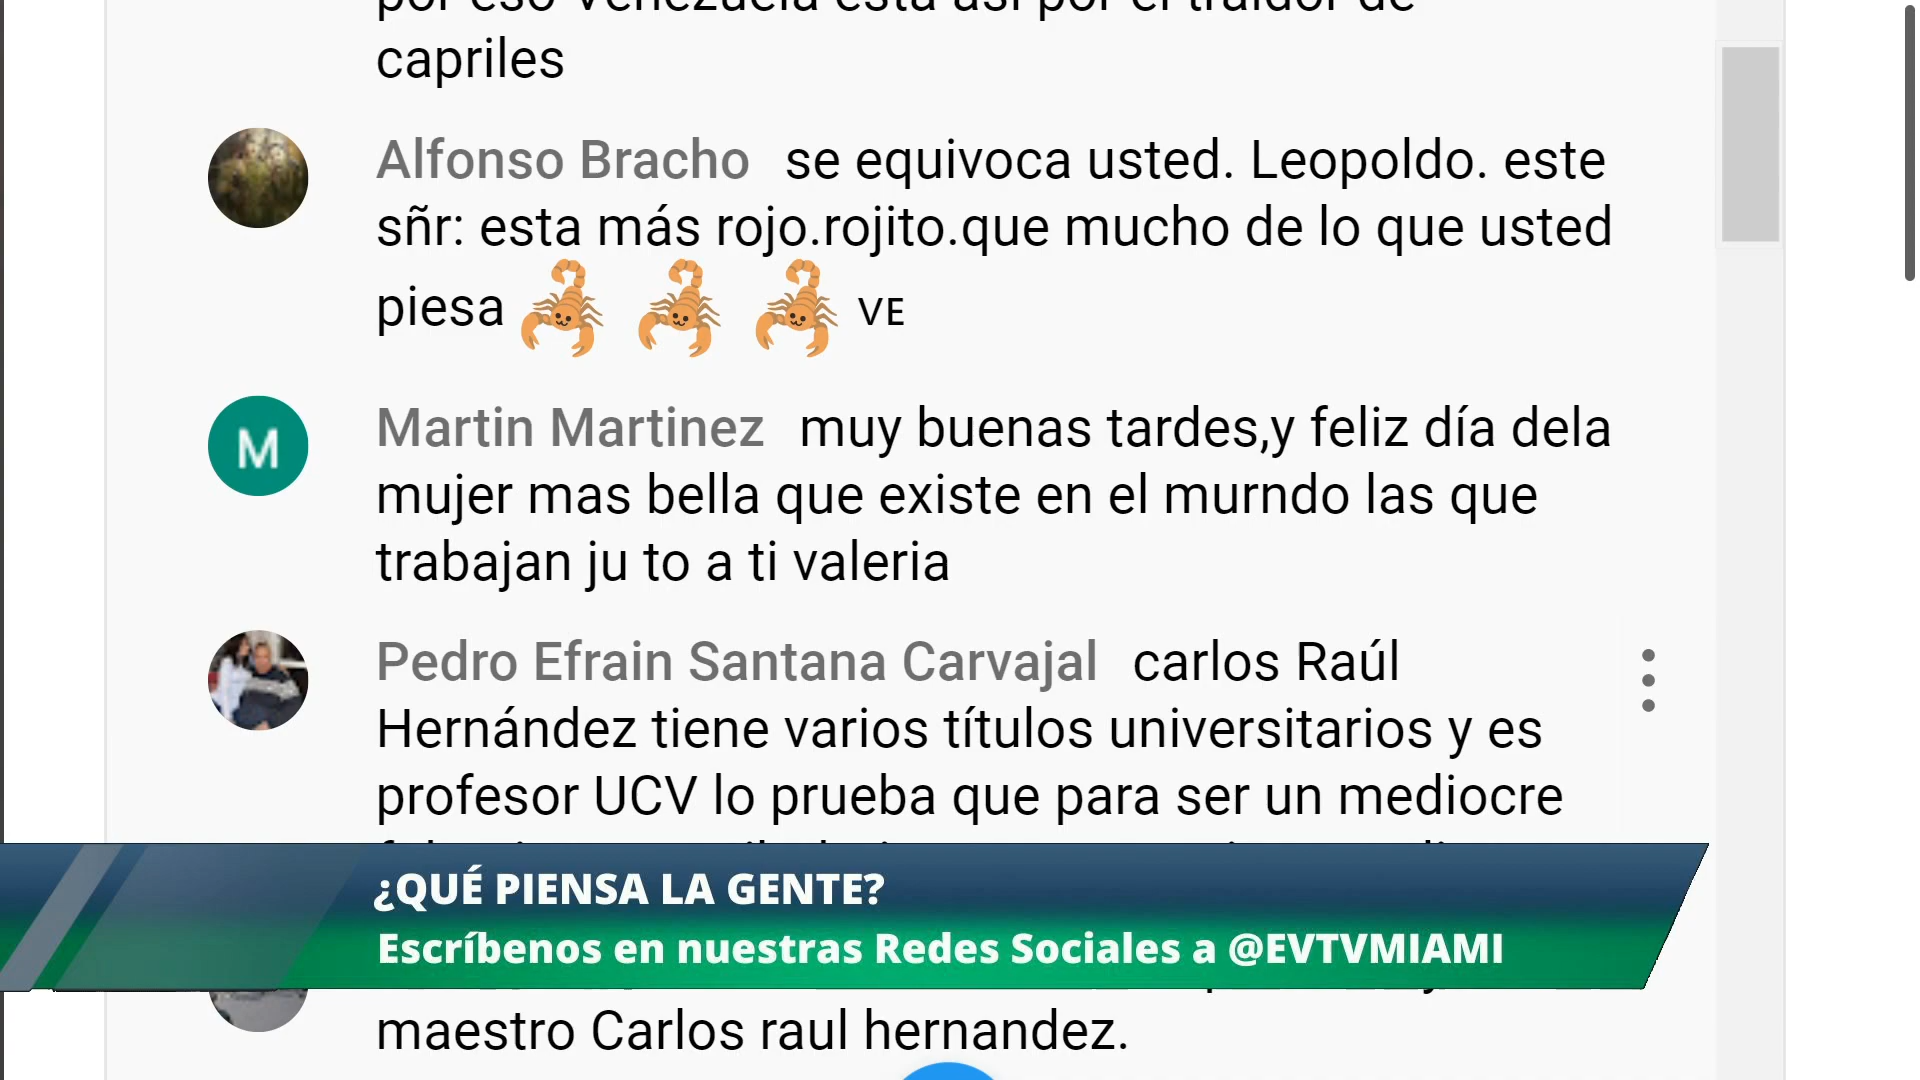 por eso Venezuela esta asi por el traidor de
capriles
Alfonso Bracho se equivoca usted. Leopoldo. este
sñr: esta más rojo.rojito.que mucho de lo que usted
piesa 🦂 🦂 🦂 VE
M
Martin Martinez muy buenas tardes,y feliz día dela
mujer mas bella que existe en el murndo las que
trabajan ju to a ti valeria
Pedro Efrain Santana Carvajal carlos Raúl
Hernández tiene varios títulos universitarios y es
profesor UCV lo prueba que para ser un mediocre
¿QUÉ PIENSA LA GENTE?
Escríbenos en nuestras Redes Sociales a @EVTVMIAMI
maestro Carlos raul hernandez.